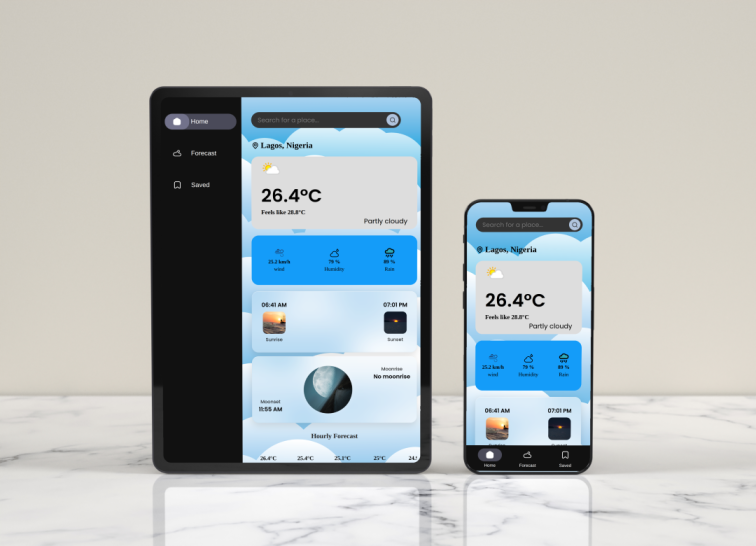 Home
Forecast
Saved
Search for a place...
Lagos, Nigeria
26.4°C
Feels like 28.8°C
Partly cloudy
25.2 km/h
79 %
89 %
wind
Humidity
Rain
06:41 AM
07:01 PM
Sunrise
Sunset
Moonrise
No moonrise
Moonset
11:55 AM
Hourly Forecast
26.4°C 25.4°C 25.1°C 25°C
Search for a place...
Lagos, Nigeria
26.4°C
Feels like 28.8°C
Partly cloudy
25.2 km/h
79 %
89 %
wind
Humidity
Rain
06:41 AM
07:01 PM
Home
Forecast
Saved